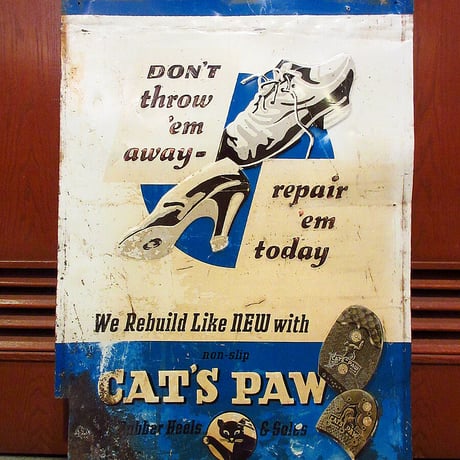 DON'T
throw
'em
away-
repair
'em
today
We Rebuild Like NEW with
non-slip
CAT'S PAW
Rubber Heels & Soles